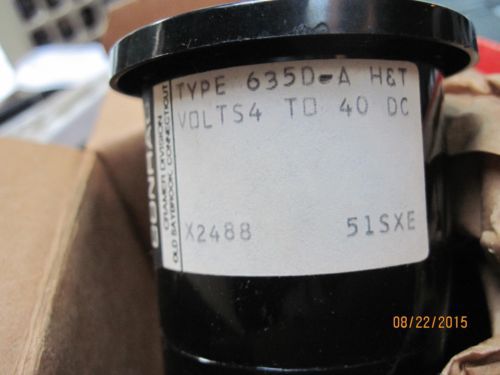 TYPE 635D-A H&T
VOLTS4 TO 40 DC
X2488 51SXE
CONRAC
CRAMER DIVISION
OLD SAYBROOK, CONNECTICUT
08/22/2015